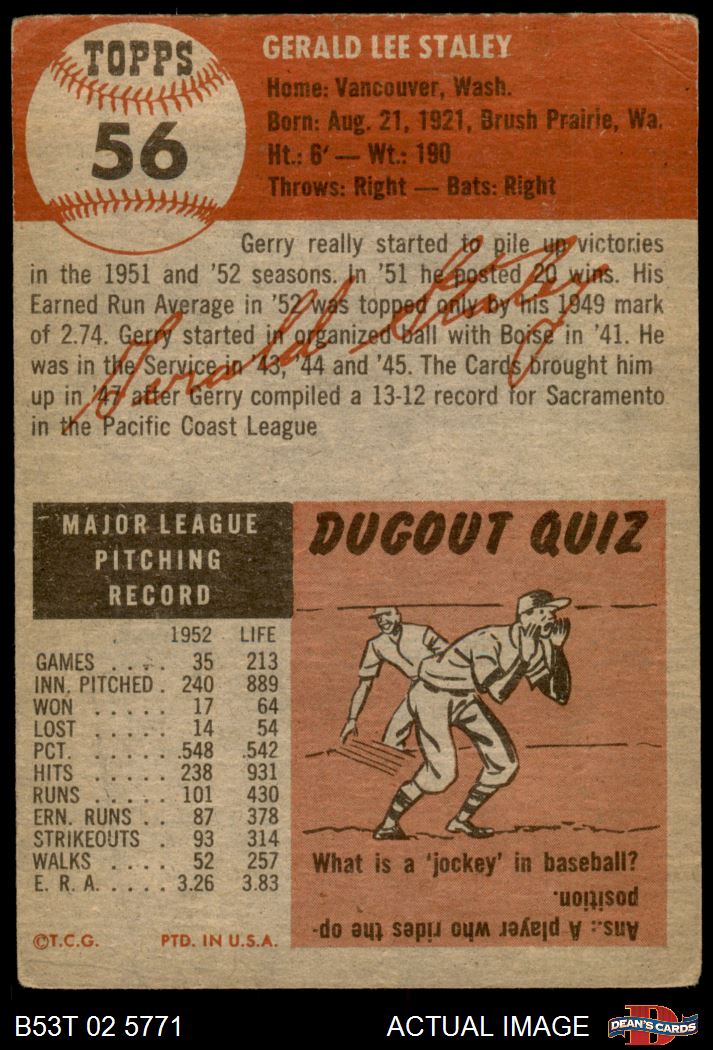 TOPPS
56
GERALD LEE STALEY
Home: Vancouver, Wash.
Born: Aug. 21, 1921, Brush Prairie, Wa.
Ht.: 6' — Wt.: 190
Throws: Right — Bats: Right
Gerry really started to pile up victories
in the 1951 and '52 seasons. In '51 he posted 20 wins. His
Earned Run Average in '52 was topped only by his 1949 mark
of 2.74. Gerry started in organized ball with Boise in '41. He
was in the Service in '43, '44 and '45. The Cards brought him
up in '47 after Gerry compiled a 13-12 record for Sacramento
in the Pacific Coast League
Gerald Staley
MAJOR LEAGUE
PITCHING
RECORD
1952 LIFE
GAMES .... 35 213
INN. PITCHED . 240 889
WON ..... 17 64
LOST ..... 14 54
PCT. ..... .548 .542
HITS ..... 238 931
RUNS ..... 101 430
ERN. RUNS .. 87 378
STRIKEOUTS . 93 314
WALKS .... 52 257
E. R. A. .... 3.26 3.83
©T.C.G. PTD. IN U.S.A.
DUGOUT QUIZ
What is a 'jockey' in baseball?
Ans.: A player who rides the op-
position.
B53T 02 5771
ACTUAL IMAGE
D
DEAN'S CARDS